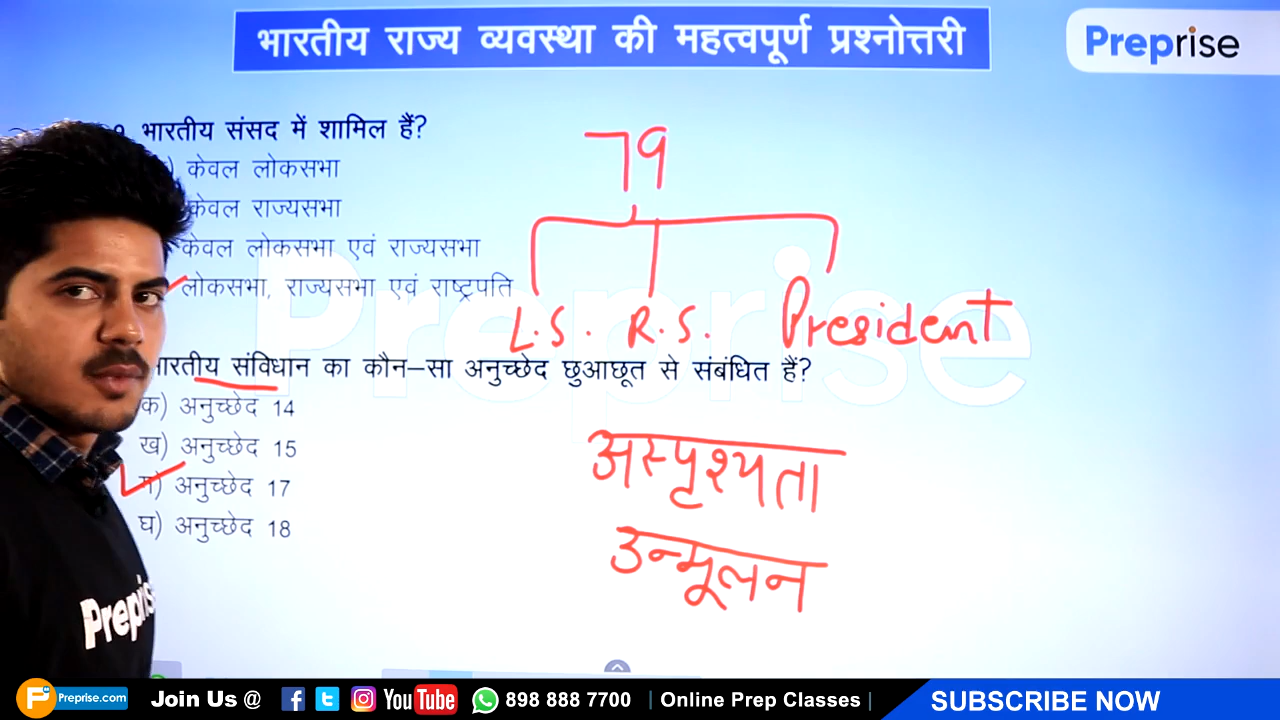 भारतीय राज्य व्यवस्था की महत्वपूर्ण प्रश्नोत्तरी
Preprise
भारतीय संसद में शामिल हैं?
केवल लोकसभा
केवल राज्यसभा
केवल लोकसभा एवं राज्यसभा
लोकसभा, राज्यसभा एवं राष्ट्रपति
79
L.S. R.S. President
Preprise
भारतीय संविधान का कौन-सा अनुच्छेद छुआछूत से संबंधित हैं?
क) अनुच्छेद 14
ख) अनुच्छेद 15
ग) अनुच्छेद 17
घ) अनुच्छेद 18
अस्पृश्यता
उन्मूलन
Preprise
Preprise.com Join Us @ YouTube 898 888 7700 | Online Prep Classes | SUBSCRIBE NOW